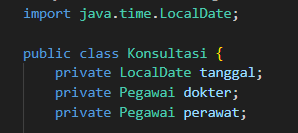 import java.time.LocalDate;
public class Konsultasi {
private LocalDate tanggal;
private Pegawai dokter;
private Pegawai perawat;